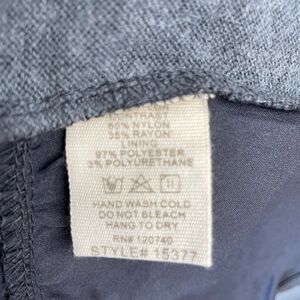 CONTRAST
65% NYLON
35% RAYON
LINING
97% POLYESTER
3% POLYURETHANE
HAND WASH COLD
DO NOT BLEACH
HANG TO DRY
RN# 120740
STYLE# 15377